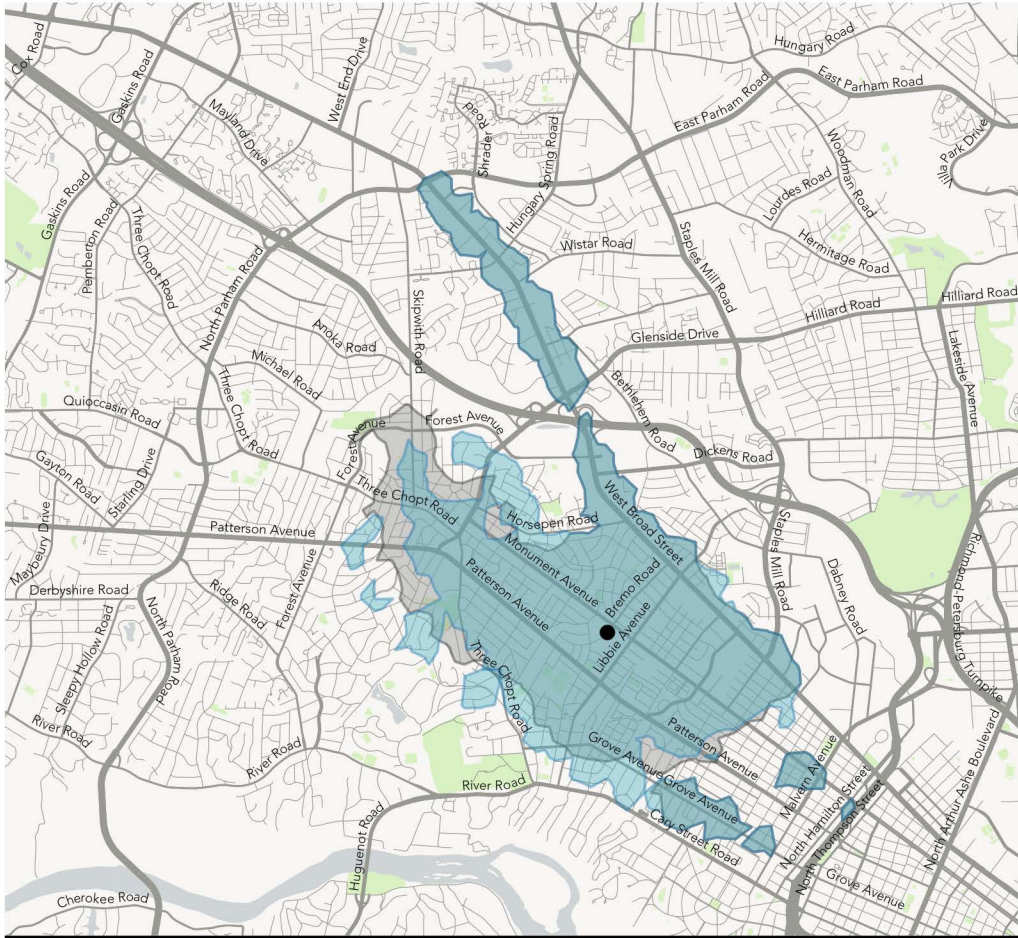 Cox Road
Gaskins Road
West End Drive
Hungary Road
East Parham Road
Mayland Drive
Shrader Road
East Parham Road
Villa Park Drive
Hungary Spring Road
Woodman Road
Lourdes Road
Gaskins Road
Pemberton Road
Three Chopt Road
North Parham Road
Wistar Road
Staples Mill Road
Hermitage Road
Skipwith Road
Hilliard Road
Hilliard Road
Anoka Road
Glenside Drive
Lakeside Avenue
Michael Road
Three Chopt Road
Bethlehem Road
Quioccasin Road
Forest Avenue
Forest Avenue
Dickens Road
Gayton Road
Starling Drive
Three Chopt Road
West Broad Street
Maybeury Drive
Patterson Avenue
Horsepen Road
Staples Mill Road
Richmond-Petersburg Turnpike
Monument Avenue
Bremo Road
Dabney Road
Derbyshire Road
Ridge Road
Forest Avenue
Patterson Avenue
Libbie Avenue
Sleepy Hollow Road
North Parham Road
Three Chopt Road
River Road
River Road
Patterson Avenue
Grove Avenue
Grove Avenue
Malvern Avenue
North Hamilton Street
North Thompson Street
North Arthur Ashe Boulevard
River Road
Huguenot Road
Cary Street Road
Grove Avenue
Cherokee Road